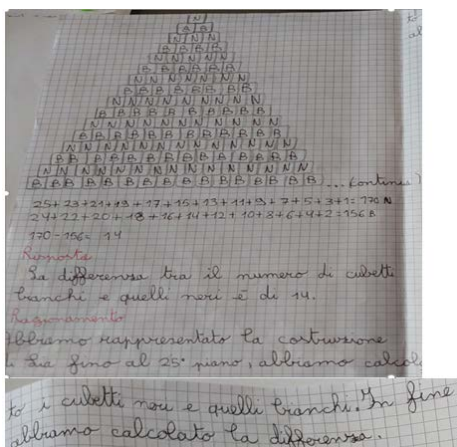 N
B B
N N N
B B B B
N N N N N
B B B B B B
N N N N N N N
B B B B B B B B
N N N N N N N N N
B B B B B B B B B B
N N N N N N N N N N N
B B B B B B B B B B B B
N N N N N N N N N N N N N
B B B B B B B B B B B B B B
... continua)
25+23+21+19+17+15+13+11+9+7+5+3+1=170 N
24+22+20+18+16+14+12+10+8+6+4+2=156 B
170-156= 14
Risposta
La differenza tra il numero di cubetti
bianchi e quelli neri è di 14.
Ragionamento
Abbiamo rappresentato la costruzione
fino al 25° piano, abbiamo calcola
to i cubetti neri e quelli bianchi. In fine
abbiamo calcolato la differenza.